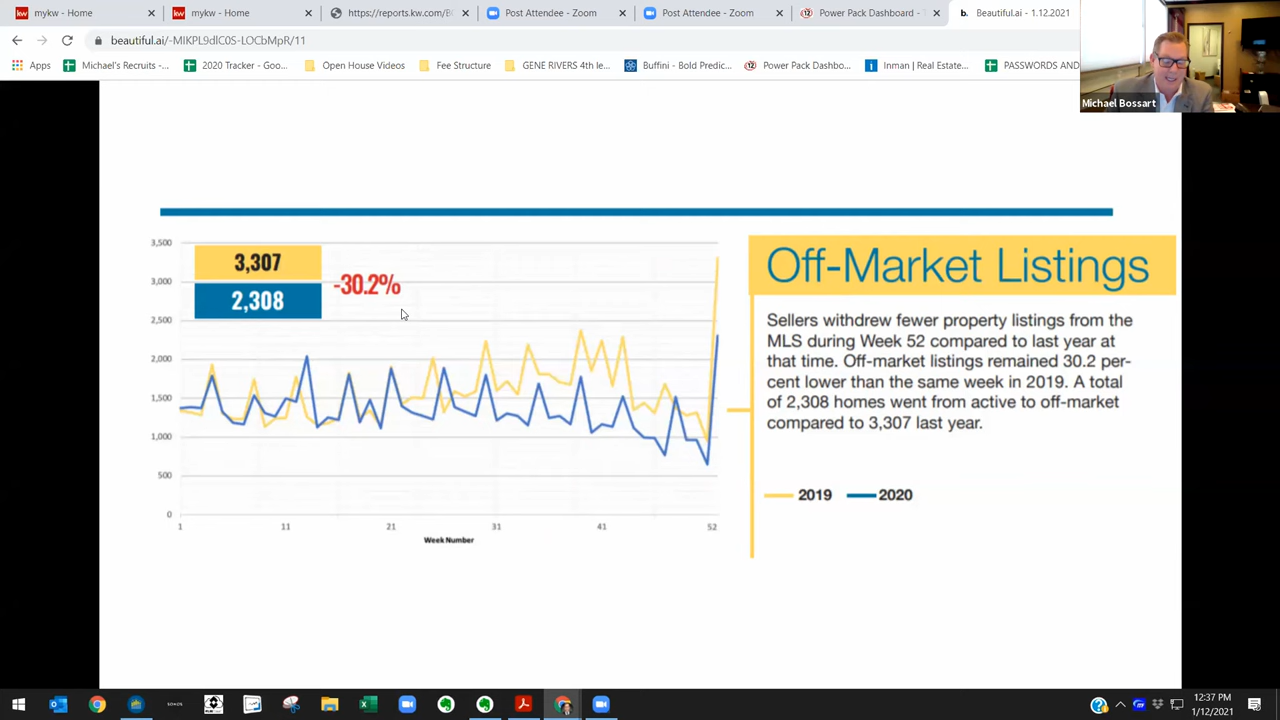 mykw - Home
mykw - Home
https://reports.kw.com/B
Post Attendee - Zoom
Post Attendee - Zoom
Power Pack Dashboard -
b. Beautiful.ai - 1.12.2021
beautiful.ai/-MIKPL9dlC0S-LOCbMpR/11
Apps
Michael's Recruits -...
2020 Tracker - Goo...
Open House Videos
Fee Structure
GENE RIVERS 4th le...
Buffini - Bold Predic...
Power Pack Dashbo...
Inman | Real Estate...
PASSWORDS AND
Michael Bossart
3,500
3,000
2,500
2,000
1,500
1,000
500
0
3,307
2,308
-30.2%
1 11 21 31 41 52
Week Number
Off-Market Listings
Sellers withdrew fewer property listings from the
MLS during Week 52 compared to last year at
that time. Off-market listings remained 30.2 per-
cent lower than the same week in 2019. A total
of 2,308 homes went from active to off-market
compared to 3,307 last year.
2019 2020
SONOS
12:37 PM
1/12/2021